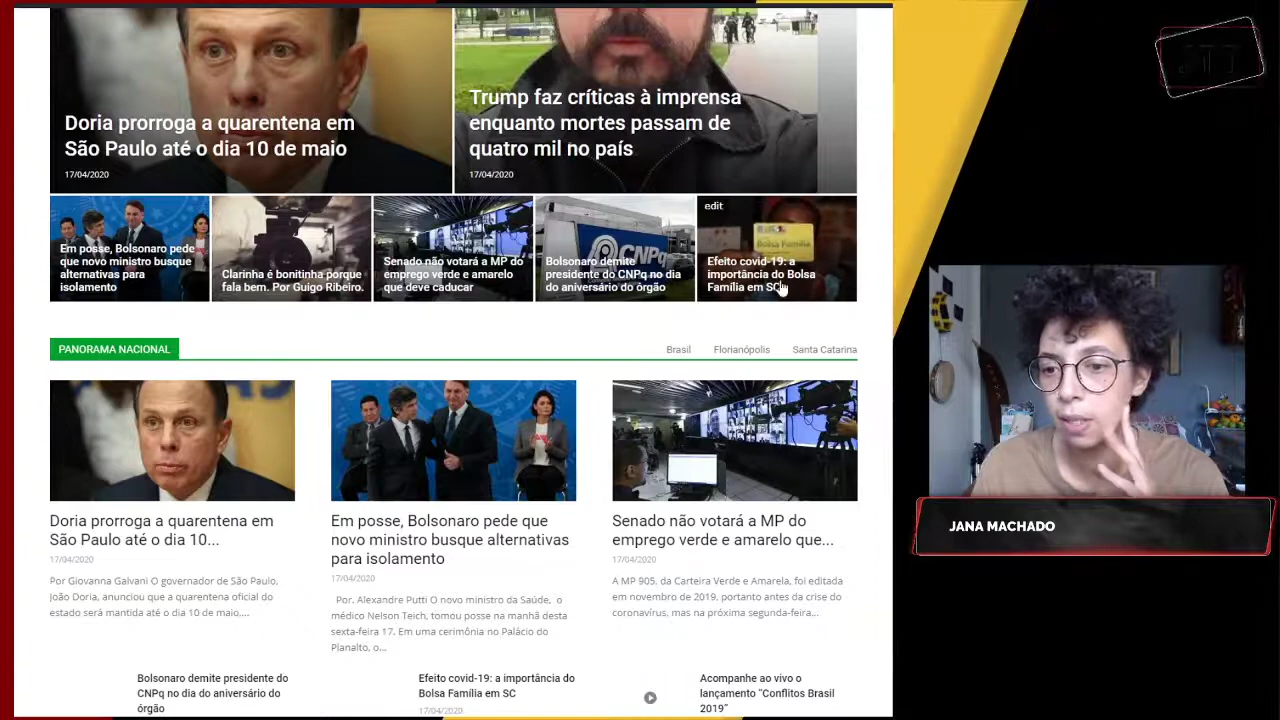 Doria prorroga a quarentena em
São Paulo até o dia 10 de maio
17/04/2020
Trump faz críticas à imprensa
enquanto mortes passam de
quatro mil no país
17/04/2020
Em posse, Bolsonaro pede
que novo ministro busque
alternativas para
isolamento
Clarinha é bonitinha porque
fala bem. Por Guigo Ribeiro.
Senado não votará a MP do
emprego verde e amarelo
que deve caducar
CNPq
Bolsonaro demite
presidente do CNPq no dia
do aniversário do órgão
edit
Bolsa Família
Efeito covid-19: a
importância do Bolsa
Família em SC
PANORAMA NACIONAL
Brasil
Florianópolis
Santa Catarina
Doria prorroga a quarentena em
São Paulo até o dia 10...
17/04/2020
Por Giovanna Galvani O governador de São Paulo,
João Doria, anunciou que a quarentena oficial do
estado será mantida até o dia 10 de maio,...
Em posse, Bolsonaro pede que
novo ministro busque alternativas
para isolamento
17/04/2020
Por. Alexandre Putti O novo ministro da Saúde, o
médico Nelson Teich, tomou posse na manhã desta
sexta-feira 17. Em uma cerimônia no Palácio do
Planalto, o...
Senado não votará a MP do
emprego verde e amarelo que...
17/04/2020
A MP 905, da Carteira Verde e Amarela, foi editada
em novembro de 2019, portanto antes da crise do
coronavírus, mas na próxima segunda-feira...
Bolsonaro demite presidente do
CNPq no dia do aniversário do
órgão
Efeito covid-19: a importância do
Bolsa Família em SC
17/04/2020
Acompanhe ao vivo o
lançamento "Conflitos Brasil
2019"
JANA MACHADO